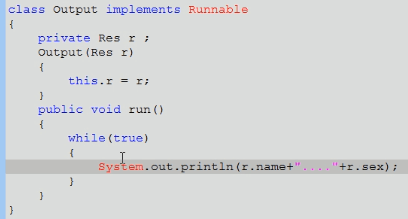 class Output implements Runnable
{
    private Res r ;
    Output(Res r)
    {
        this.r = r;
    }
    public void run()
    {
        while(true)
        {
            System.out.println(r.name+"...."+r.sex);
        }
    }
}